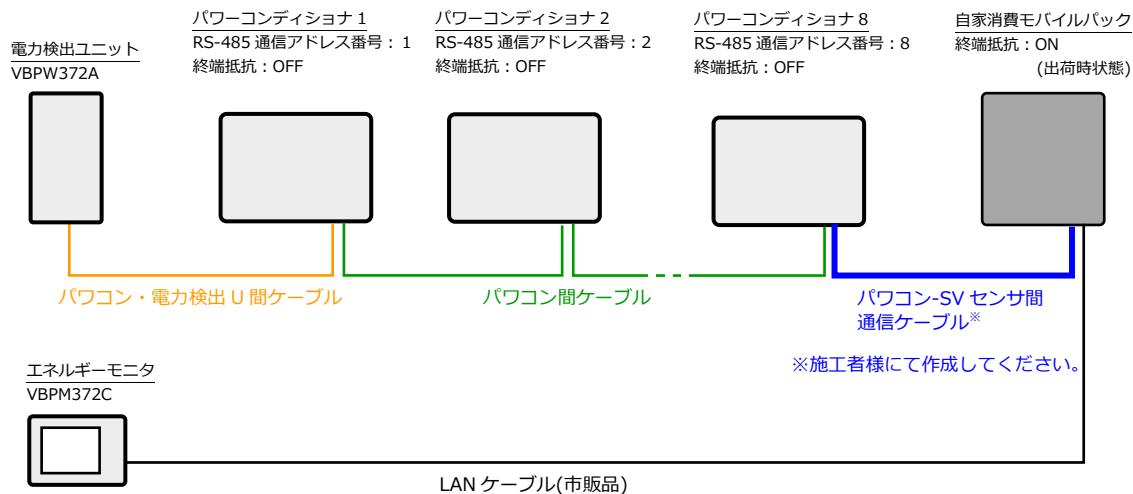 電力検出ユニット
VBPW372A
パワーコンディショナ 1
RS-485 通信アドレス番号：1
終端抵抗：OFF
パワーコンディショナ 2
RS-485 通信アドレス番号：2
終端抵抗：OFF
パワーコンディショナ 8
RS-485 通信アドレス番号：8
終端抵抗：OFF
自家消費モバイルパック
終端抵抗：ON
(出荷時状態)
パワコン・電力検出 U 間ケーブル
パワコン間ケーブル
パワコン-SV センサ間
通信ケーブル※
※施工者様にて作成してください。
エネルギーモニタ
VBPM372C
LAN ケーブル(市販品)